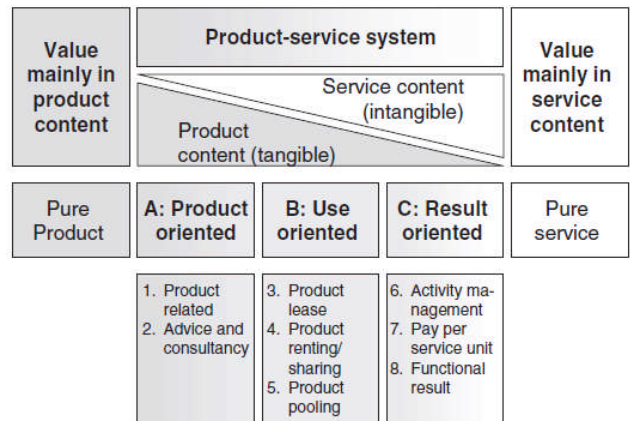 Value
mainly in
product
content
Product-service system
Service content
(intangible)
Product
content (tangible)
Value
mainly in
service
content
Pure
Product
A: Product
oriented
B: Use
oriented
C: Result
oriented
Pure
service
1. Product
related
2. Advice and
consultancy
3. Product
lease
4. Product
renting/
sharing
5. Product
pooling
6. Activity ma-
nagement
7. Pay per
service unit
8. Functional
result